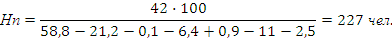 Нп = 42 · 100 / 58,8 − 21,2 − 0,1 − 6,4 + 0,9 − 11 − 2,5 = 227 чел.